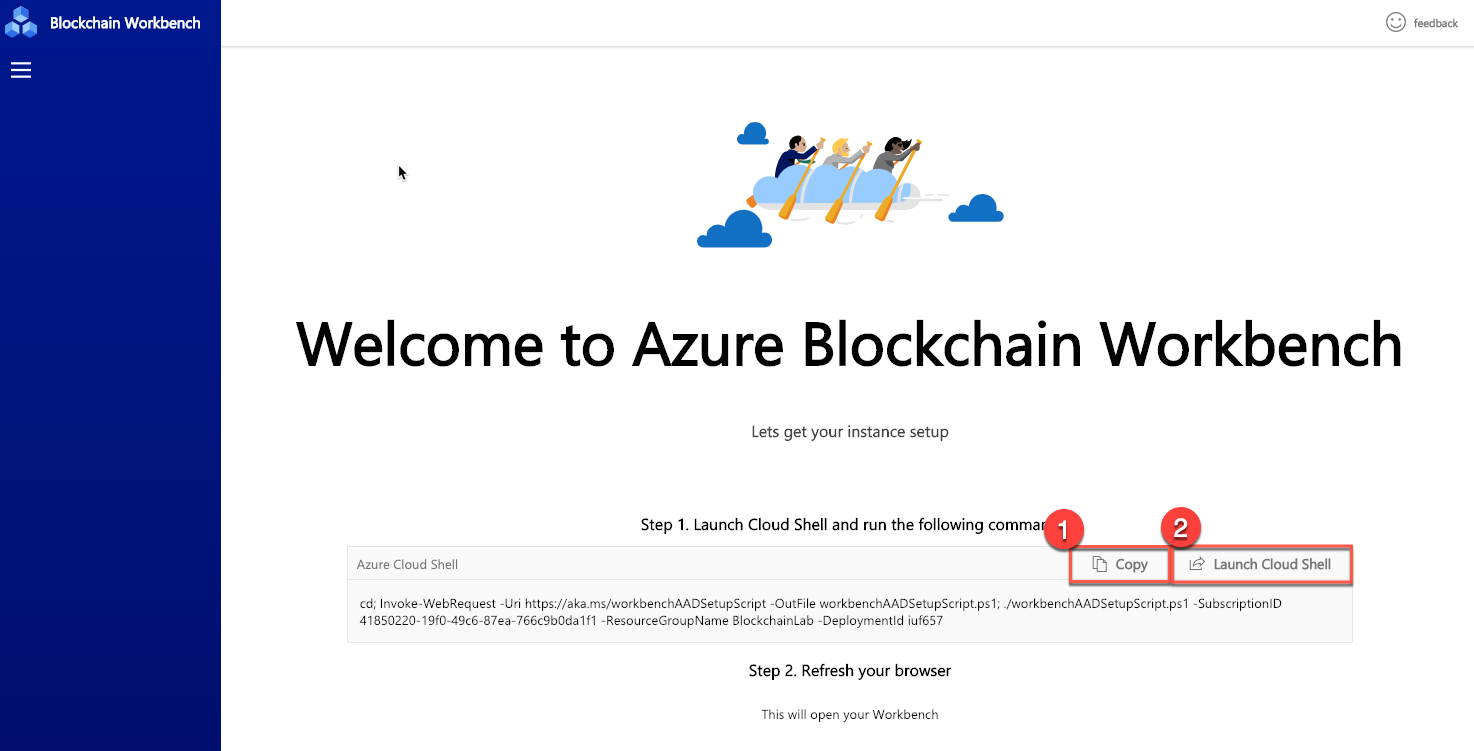 Blockchain Workbench
feedback
Welcome to Azure Blockchain Workbench
Lets get your instance setup
Step 1. Launch Cloud Shell and run the following
1
2
Azure Cloud Shell
Copy
Launch Cloud Shell
cd; Invoke-WebRequest -Uri https://aka.ms/workbenchAADSetupScript -OutFile workbenchAADSetupScript.ps1; ./workbenchAADSetupScript.ps1 -SubscriptionID
41850220-19f0-49c6-87ea-766c9b0da1f1 -ResourceGroupName BlockchainLab -DeploymentId iuf657
Step 2. Refresh your browser
This will open your Workbench